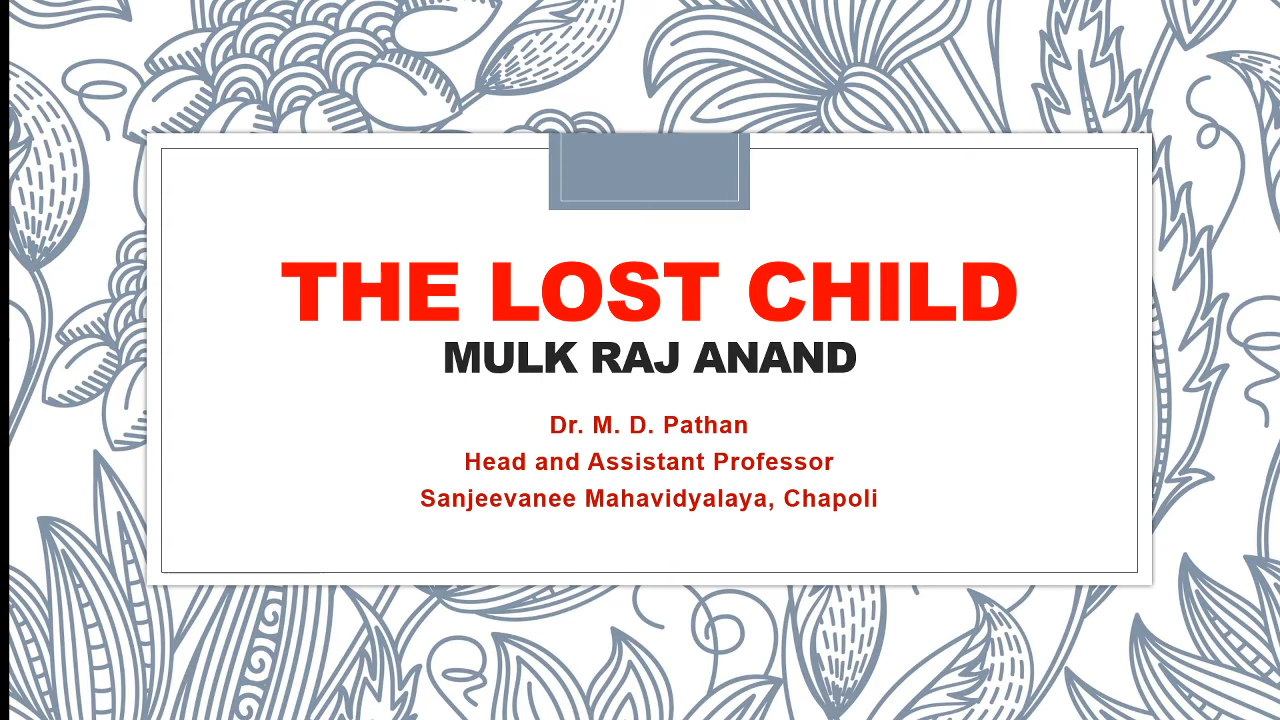 THE LOST CHILD
MULK RAJ ANAND
Dr. M. D. Pathan
Head and Assistant Professor
Sanjeevanee Mahavidyalaya, Chapoli